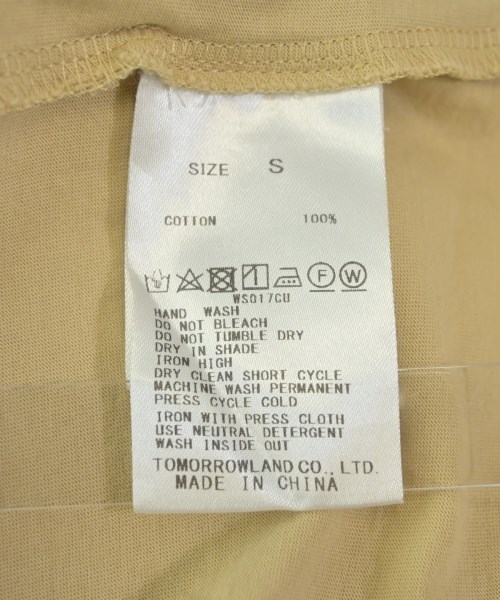 SIZE S
COTTON 100%
F W
WS017CU
HAND WASH
DO NOT BLEACH
DO NOT TUMBLE DRY
DRY IN SHADE
IRON HIGH
DRY CLEAN SHORT CYCLE
MACHINE WASH PERMANENT
PRESS CYCLE COLD
IRON WITH PRESS CLOTH
USE NEUTRAL DETERGENT
WASH INSIDE OUT
TOMORROWLAND CO., LTD.
MADE IN CHINA